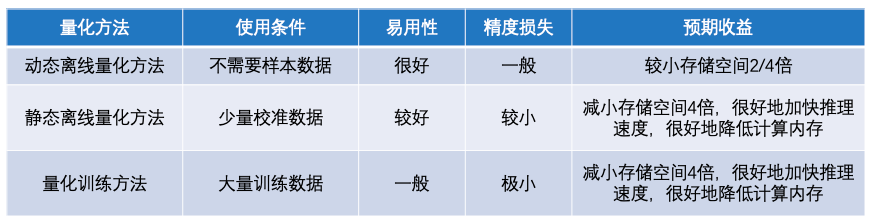 量化方法 使用条件 易用性 精度损失 预期收益
动态离线量化方法 不需要样本数据 很好 一般 较小存储空间2/4倍
静态离线量化方法 少量校准数据 较好 较小 减小存储空间4倍，很好地加快推理
速度，很好地降低计算内存
量化训练方法 大量训练数据 一般 极小 减小存储空间4倍，很好地加快推理
速度，很好地降低计算内存